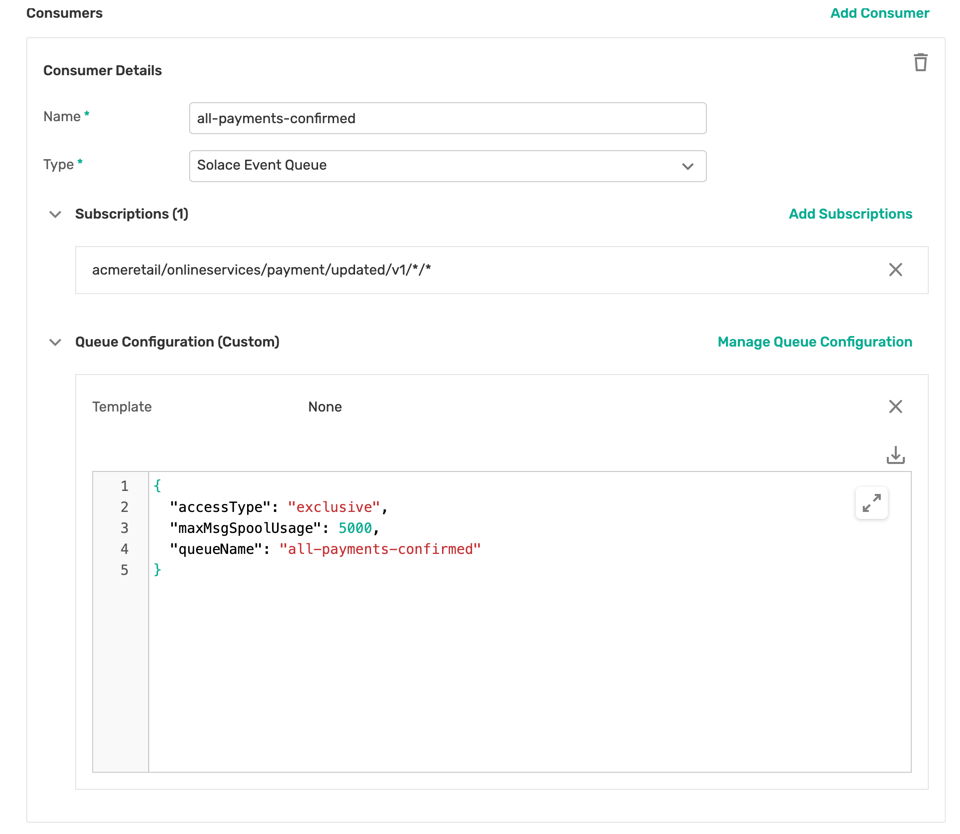 Consumers
Add Consumer
Consumer Details
Name *
all-payments-confirmed
Type *
Solace Event Queue
Subscriptions (1)
Add Subscriptions
acmeretail/onlineservices/payment/updated/v1/*/*
Queue Configuration (Custom)
Manage Queue Configuration
Template
None
1 {
2 "accessType": "exclusive",
3 "maxMsgSpoolUsage": 5000,
4 "queueName": "all-payments-confirmed"
5 }